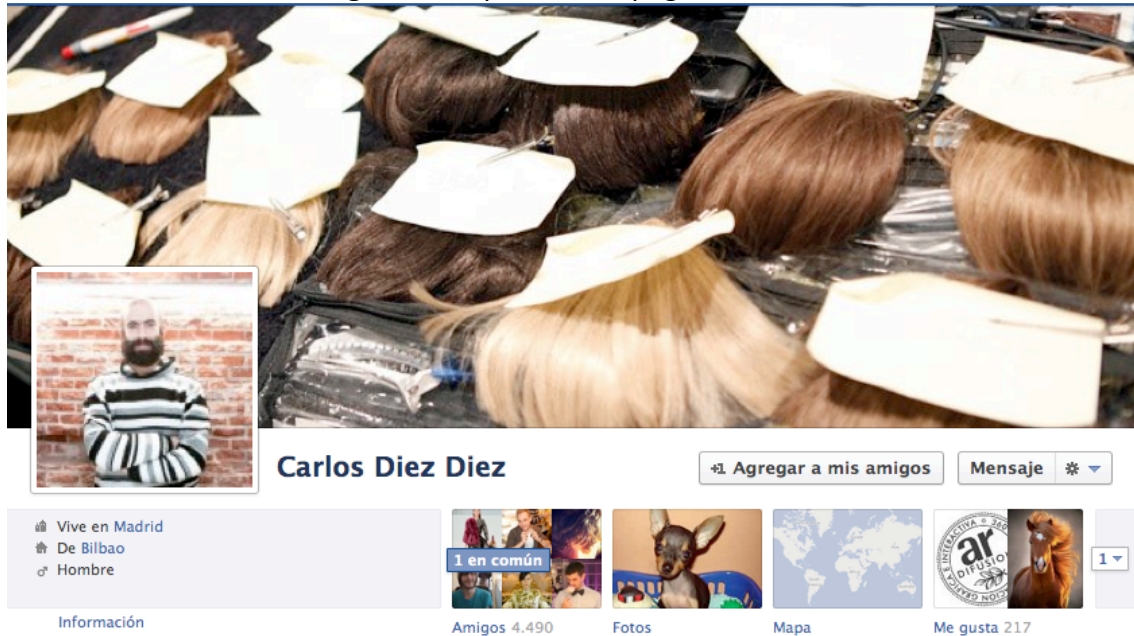 Carlos Diez Diez
+1 Agregar a mis amigos
Mensaje
Vive en Madrid
De Bilbao
Hombre
Información
1 en común
Amigos 4.490
Fotos
Mapa
ar
DIFUSION
Me gusta 217
1